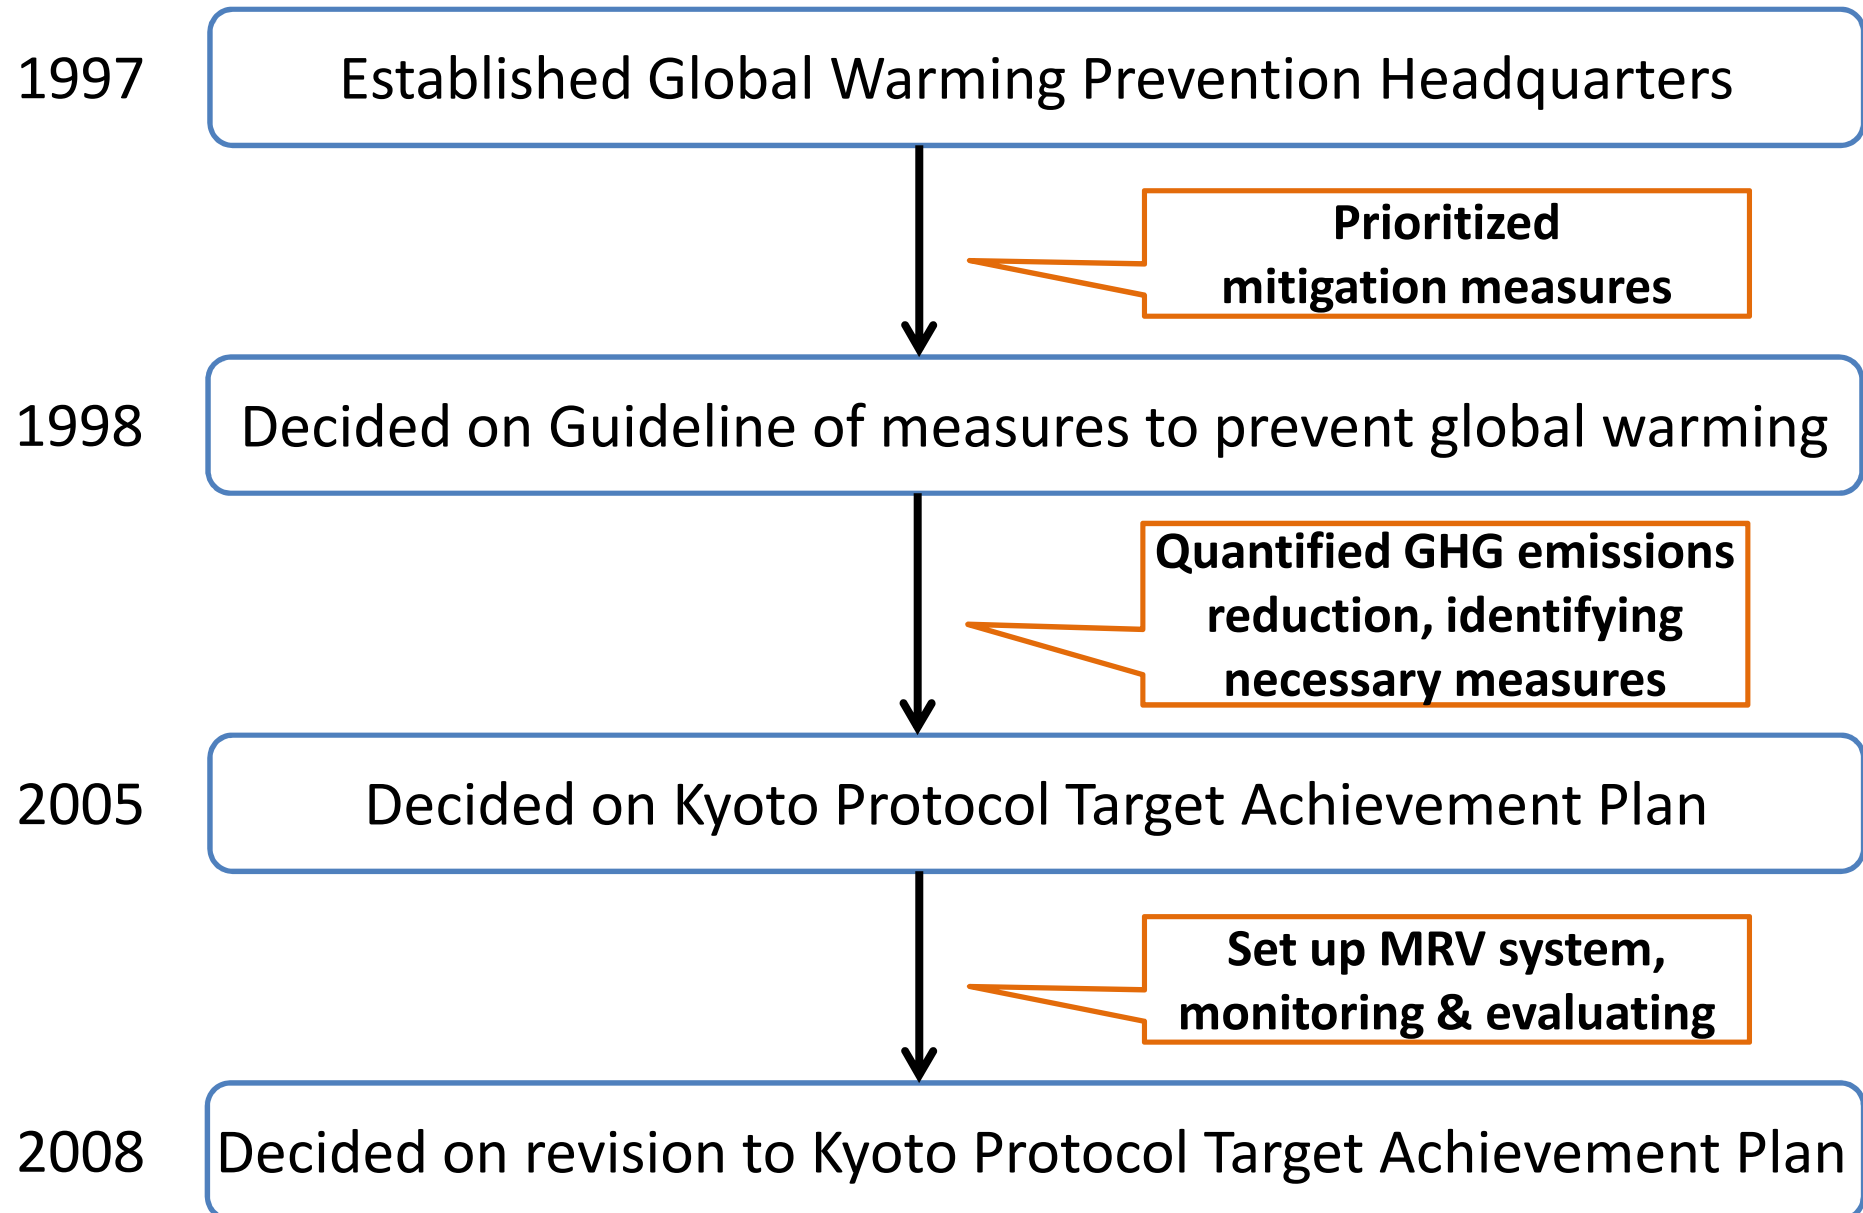 1997
Established Global Warming Prevention Headquarters
Prioritized
mitigation measures
1998
Decided on Guideline of measures to prevent global warming
Quantified GHG emissions
reduction, identifying
necessary measures
2005
Decided on Kyoto Protocol Target Achievement Plan
Set up MRV system,
monitoring & evaluating
2008
Decided on revision to Kyoto Protocol Target Achievement Plan